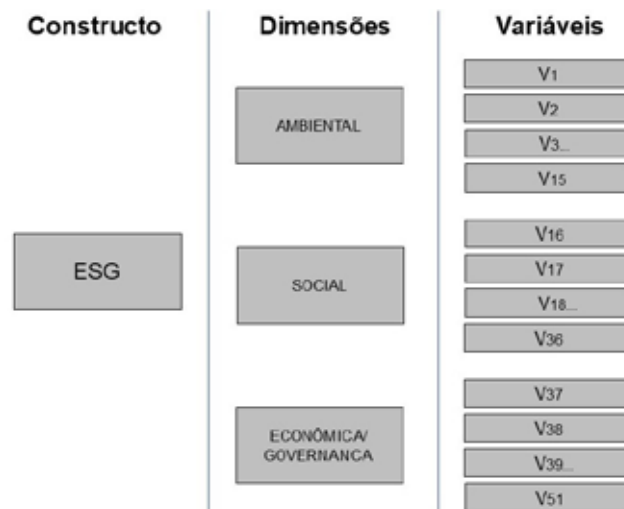 Constructo
Dimensões
Variáveis
AMBIENTAL
V1
V2
V3...
V15
ESG
SOCIAL
V16
V17
V18...
V36
ECONÔMICA/
GOVERNANCA
V37
V38
V39...
V51